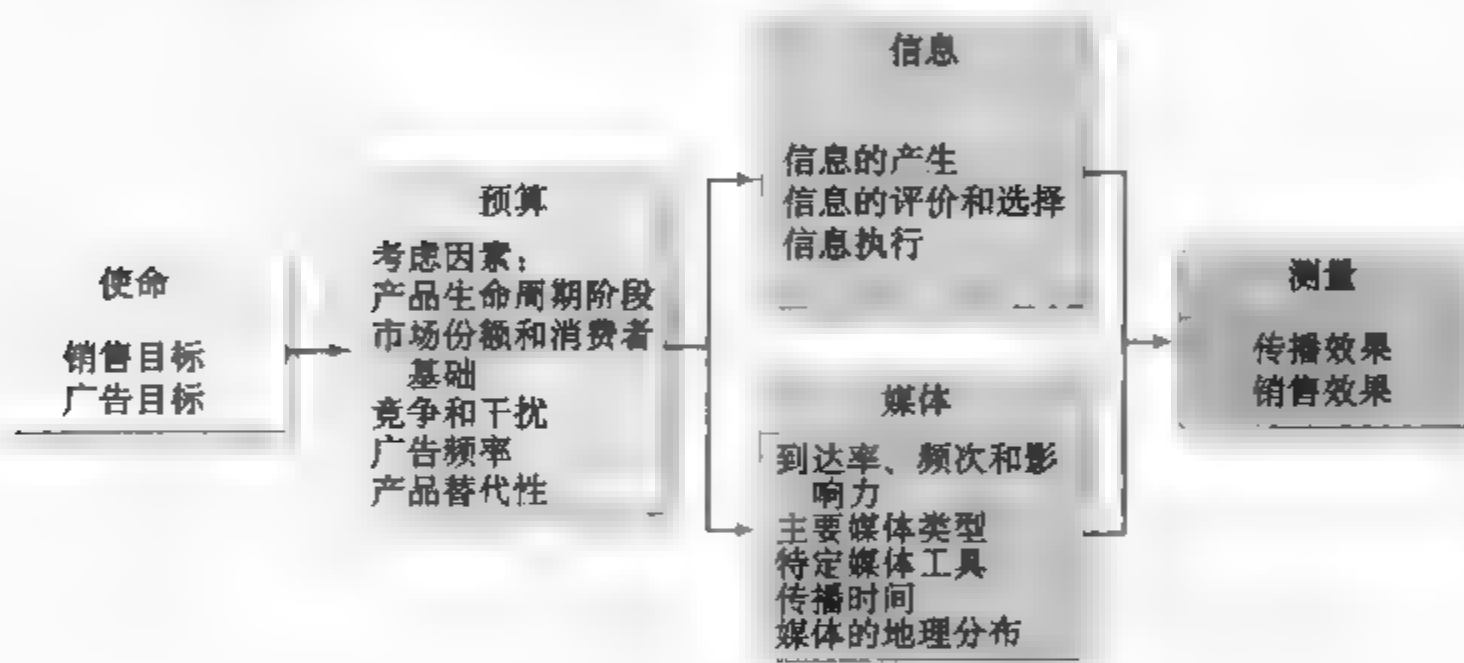 使命
销售目标
广告目标
预算
考虑因素：
产品生命周期阶段
市场份额和消费者
基础
竞争和干扰
广告频率
产品替代性
信息
信息的产生
信息的评价和选择
信息执行
媒体
到达率、频次和影
响力
主要媒体类型
特定媒体工具
传播时间
媒体的地理分布
测量
传播效果
销售效果